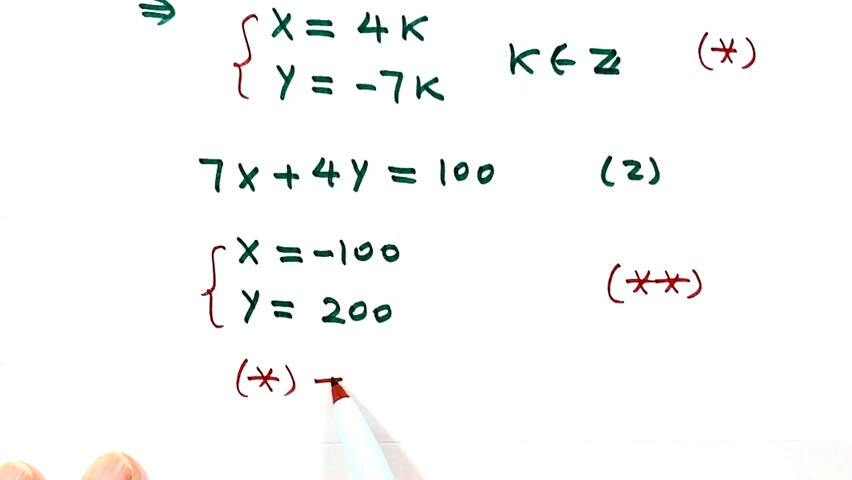 ⇒ { X = 4K
Y = -7K K ∈ ℤ (*)
7X + 4Y = 100 (2)
{ X = -100
Y = 200 (**)
(*) –